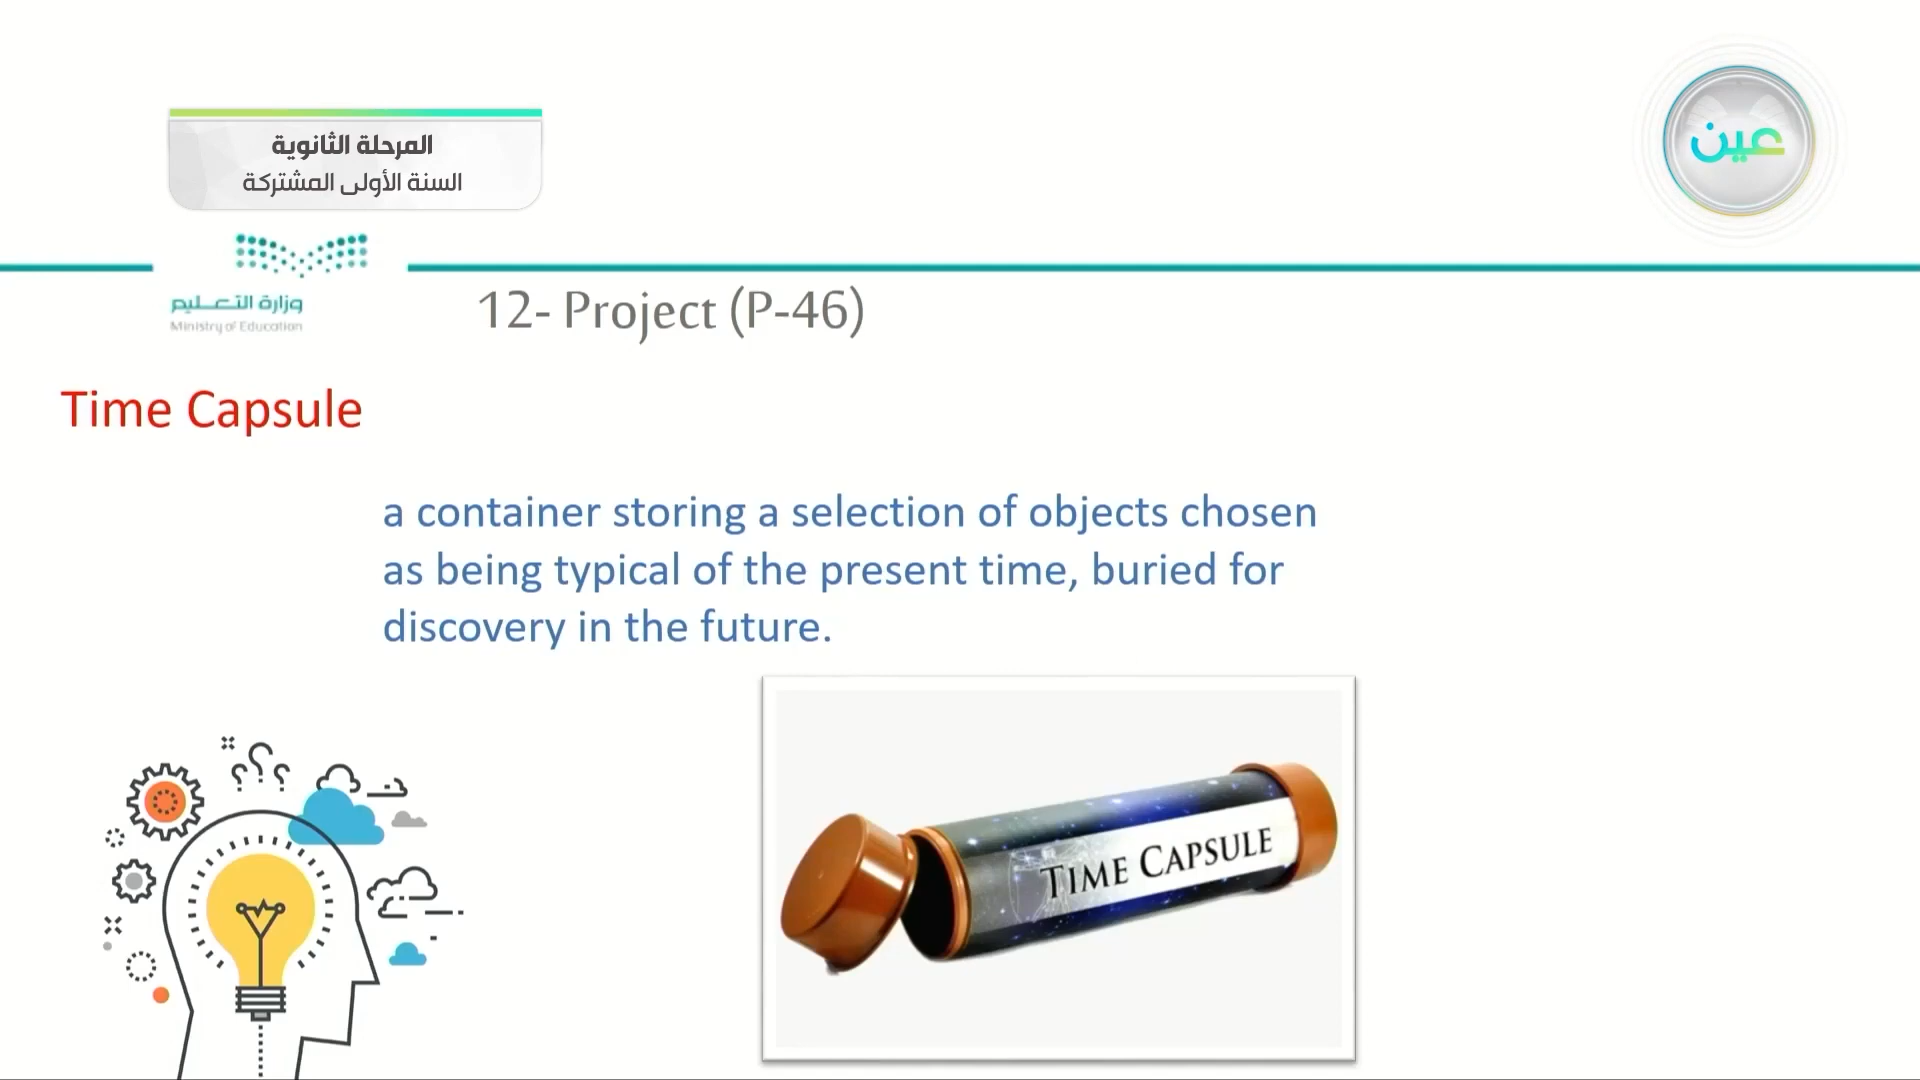 المرحلة الثانوية
السنة الأولى المشتركة
عين
وزارة التعليم
Ministry of Education
12- Project (P-46)
Time Capsule
a container storing a selection of objects chosen
as being typical of the present time, buried for
discovery in the future.
TIME CAPSULE